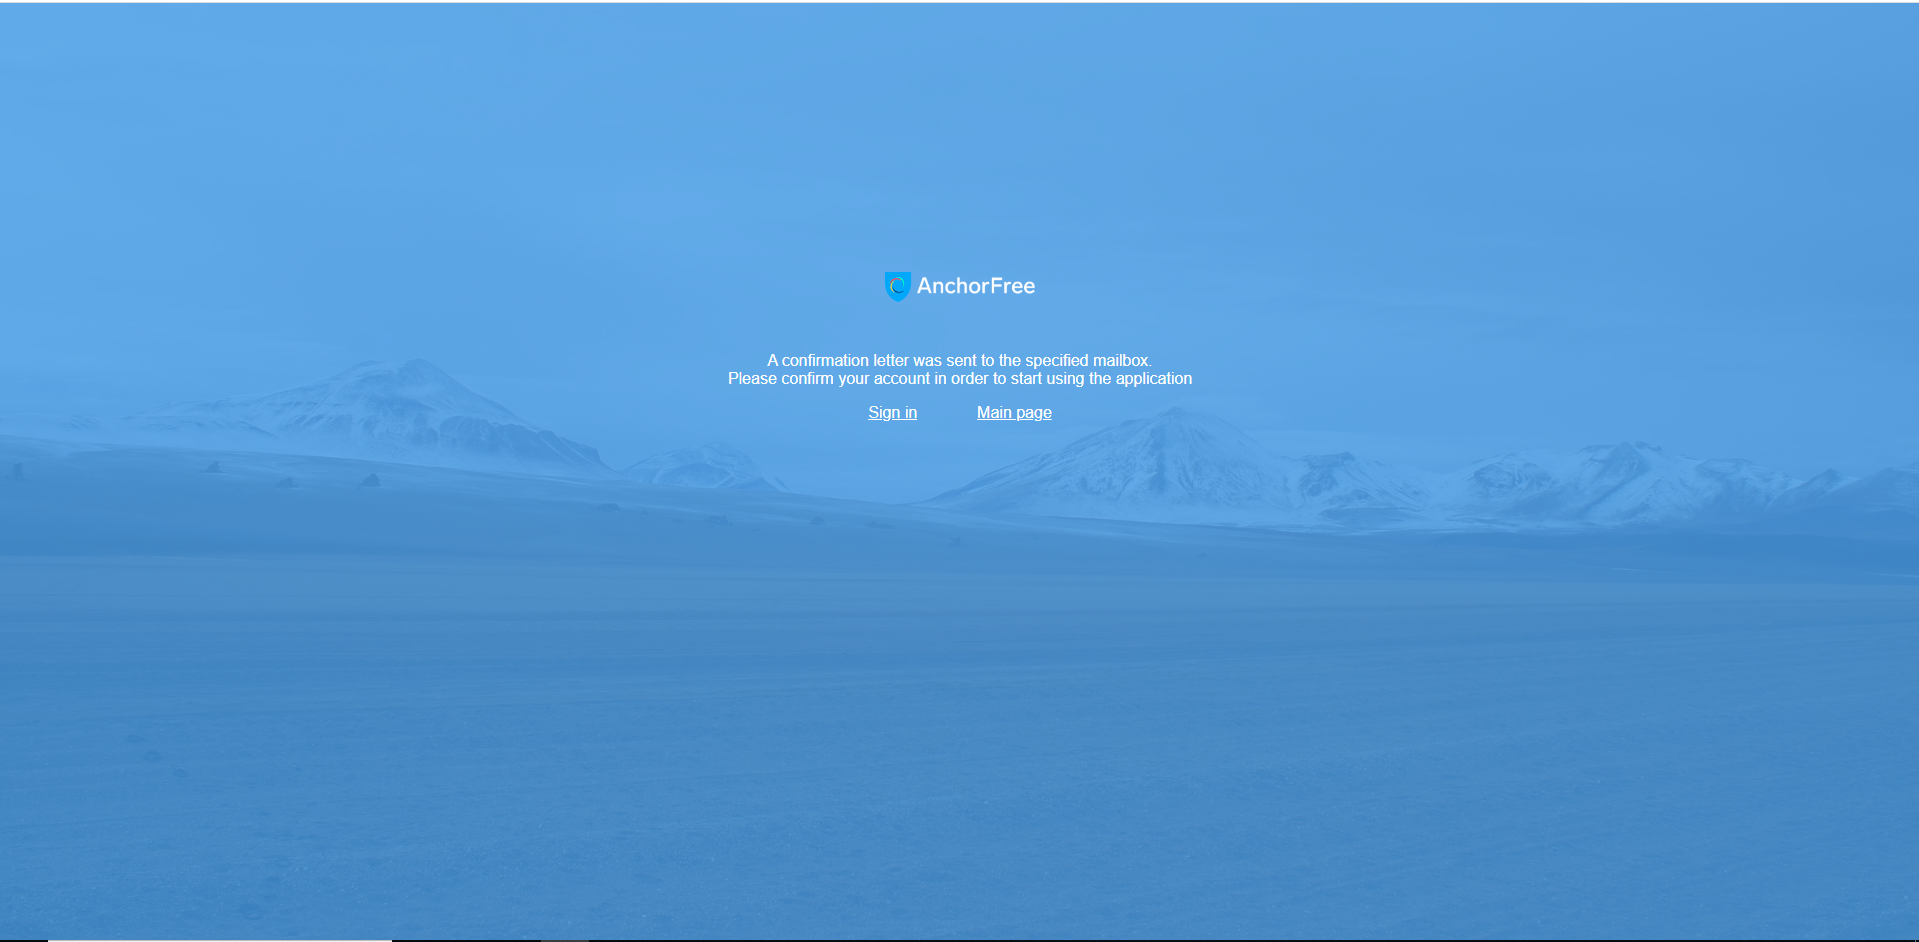 AnchorFree
A confirmation letter was sent to the specified mailbox.
Please confirm your account in order to start using the application
Sign in
Main page